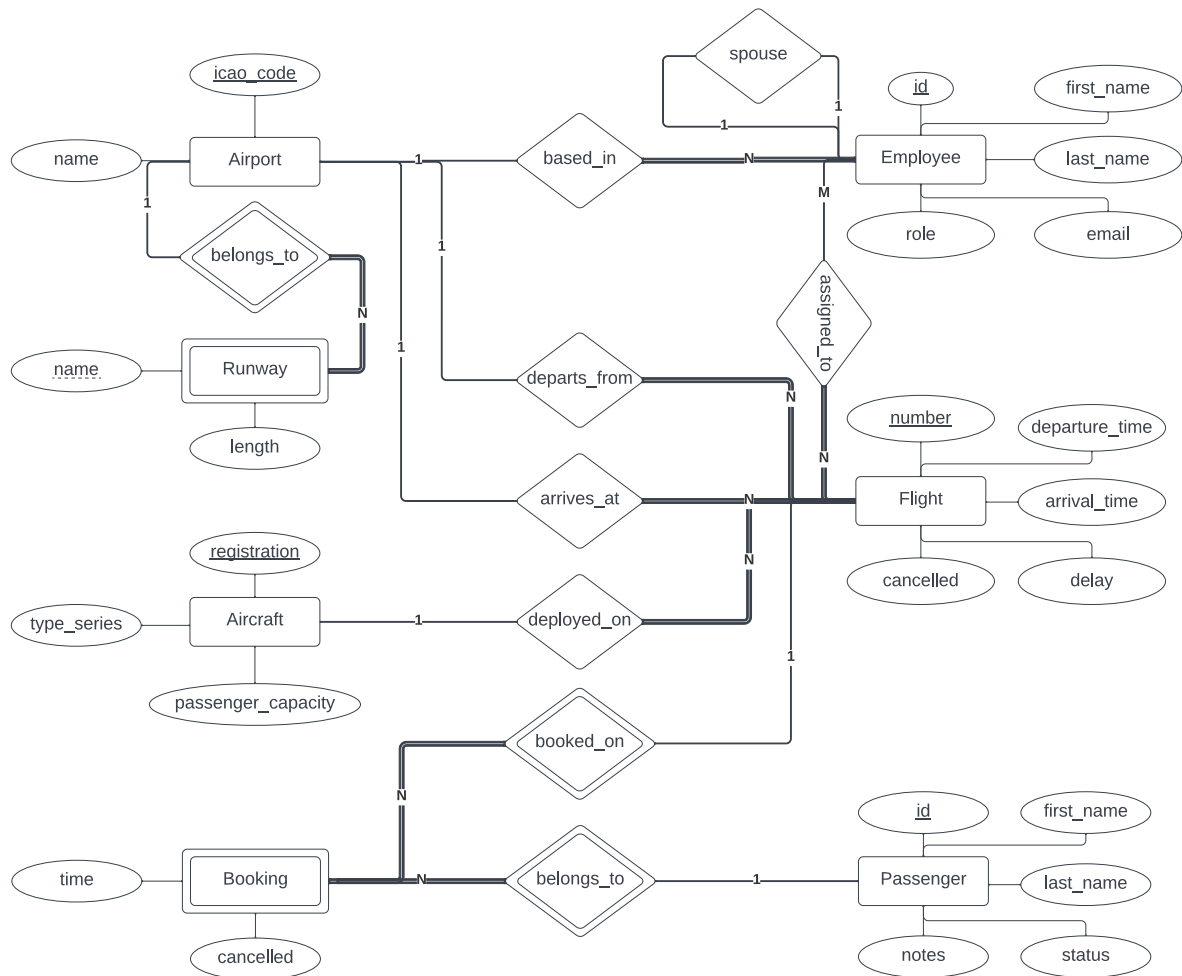 spouse
icao_code
id
first_name
1
1
name
Airport
1
based_in
N
Employee
last_name
M
1
role
email
belongs_to
1
assigned_to
N
name
Runway
1
departs_from
N
number
departure_time
length
N
arrives_at
N
Flight
arrival_time
registration
N
cancelled
delay
type_series
Aircraft
1
deployed_on
1
passenger_capacity
booked_on
N
id
first_name
time
Booking
N
belongs_to
1
Passenger
last_name
cancelled
notes
status